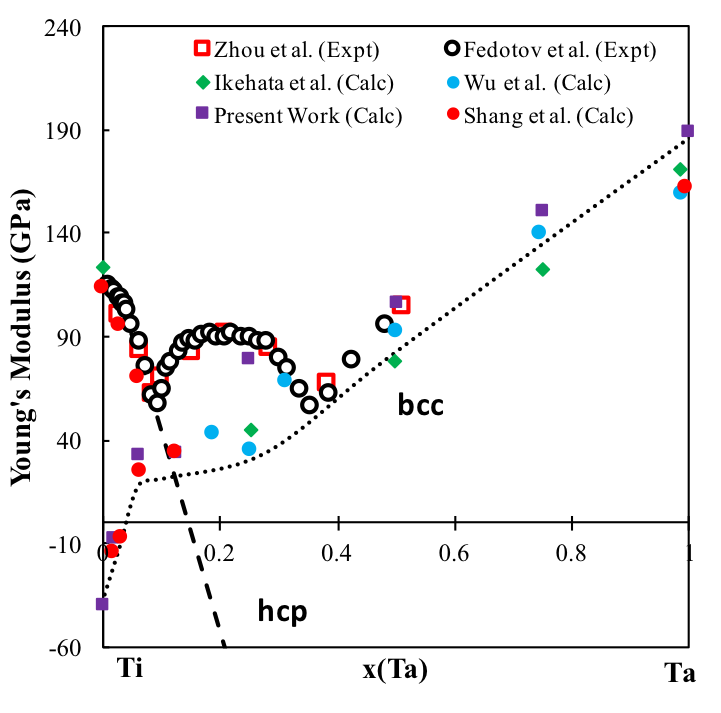 240
Zhou et al. (Expt) Fedotov et al. (Expt)
Ikehata et al. (Calc) Wu et al. (Calc)
Present Work (Calc) Shang et al. (Calc)
190
140
90
40
-10
-60
Young's Modulus (GPa)
bcc
hcp
0 0.2 0.4 0.6 0.8 1
Ti x(Ta) Ta